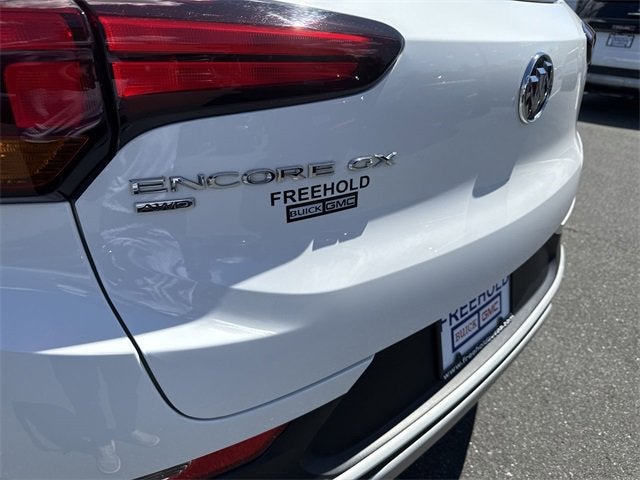 ENCORE GX
AWD
FREEHOLD
BUICK GMC
FREEHOLD
BUICK GMC